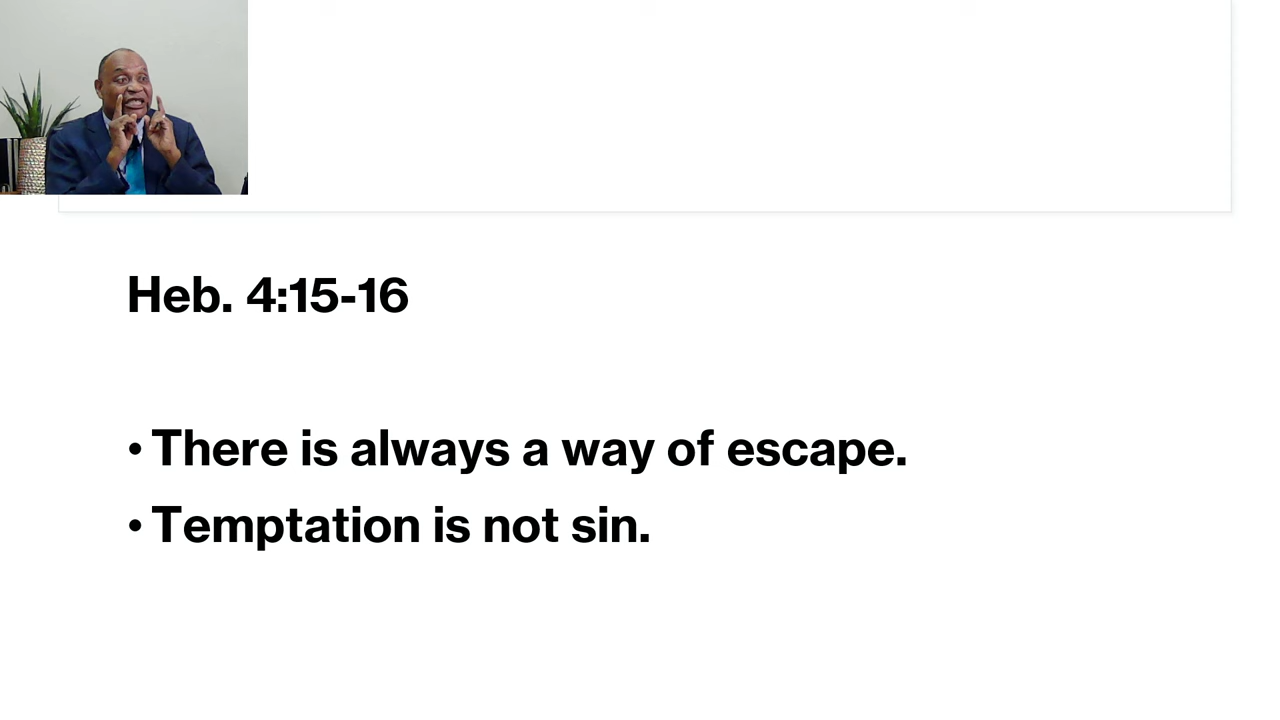 Heb. 4:15-16
• There is always a way of escape.
• Temptation is not sin.